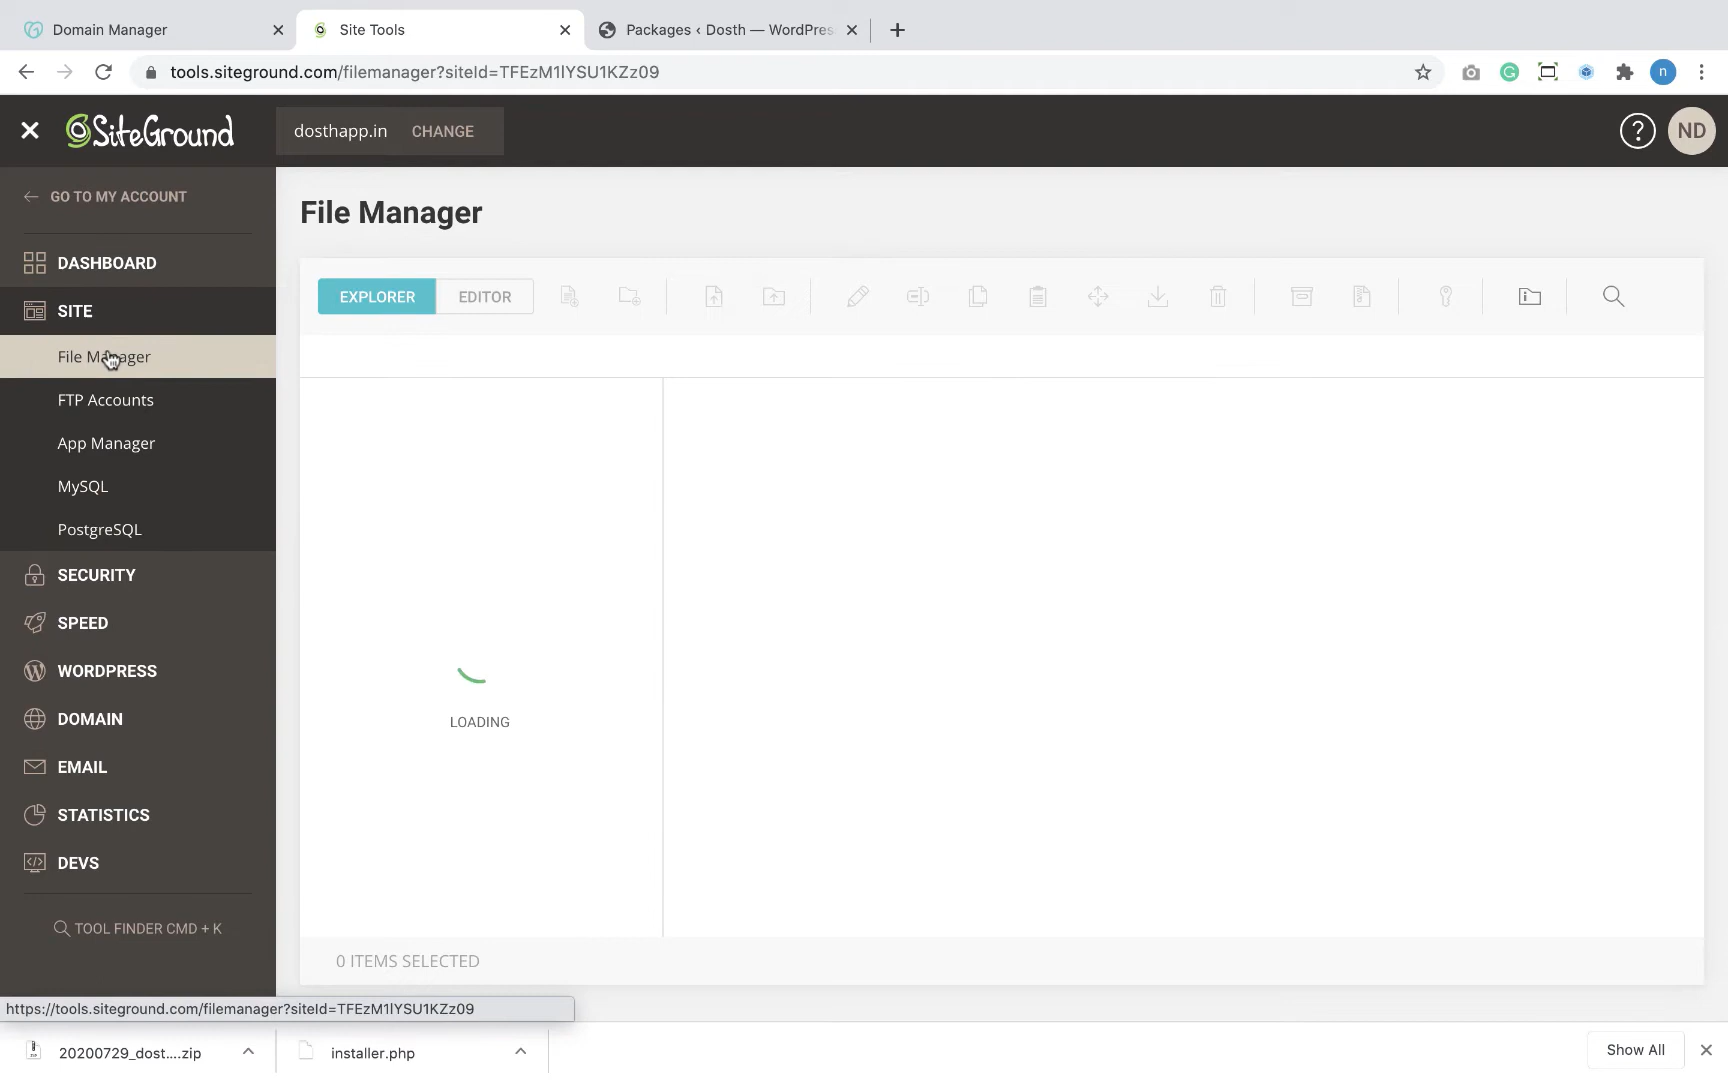 Domain Manager
Site Tools
Packages ‹ Dosth — WordPres
tools.siteground.com/filemanager?siteId=TFEzM1lYSU1KZz09
n
SiteGround
dosthapp.in CHANGE
?
ND
GO TO MY ACCOUNT
DASHBOARD
SITE
File Manager
FTP Accounts
App Manager
MySQL
PostgreSQL
SECURITY
SPEED
WORDPRESS
DOMAIN
EMAIL
STATISTICS
DEVS
TOOL FINDER CMD + K
File Manager
EXPLORER EDITOR
LOADING
0 ITEMS SELECTED
https://tools.siteground.com/filemanager?siteId=TFEzM1lYSU1KZz09
20200729_dost....zip
installer.php
Show All